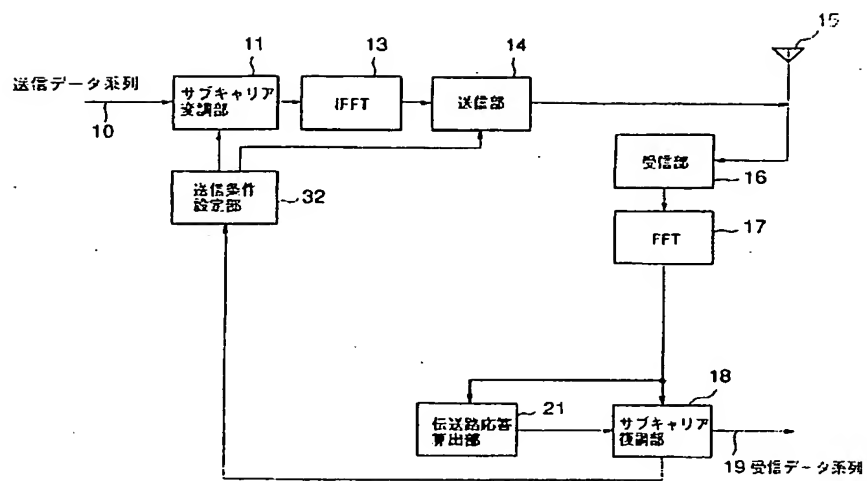 送信データ系列
10
11
サブキャリア
変調部
13
IFFT
14
送信部
15
送信条件
設定部
32
受信部
16
FFT
17
伝送路応答
算出部
21
18
サブキャリア
復調部
19 受信データ系列